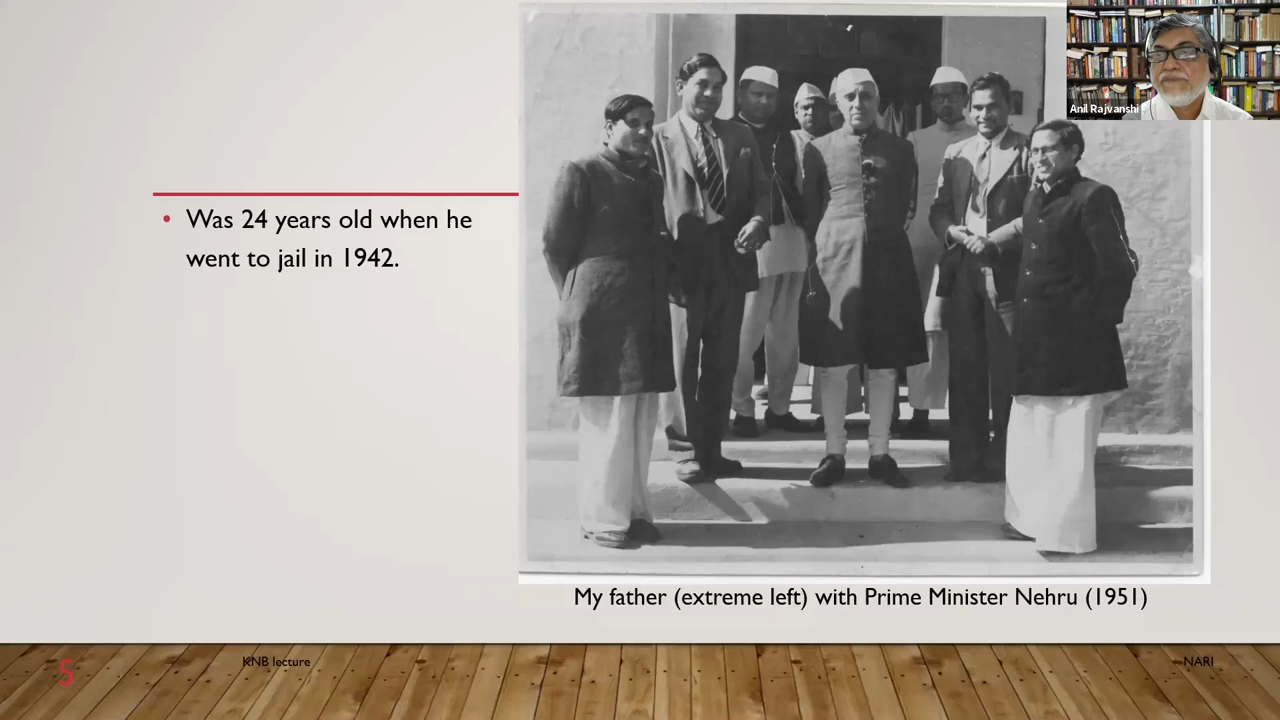 Anil Rajvanshi
• Was 24 years old when he
went to jail in 1942.
My father (extreme left) with Prime Minister Nehru (1951)
5
KNB lecture
NARI